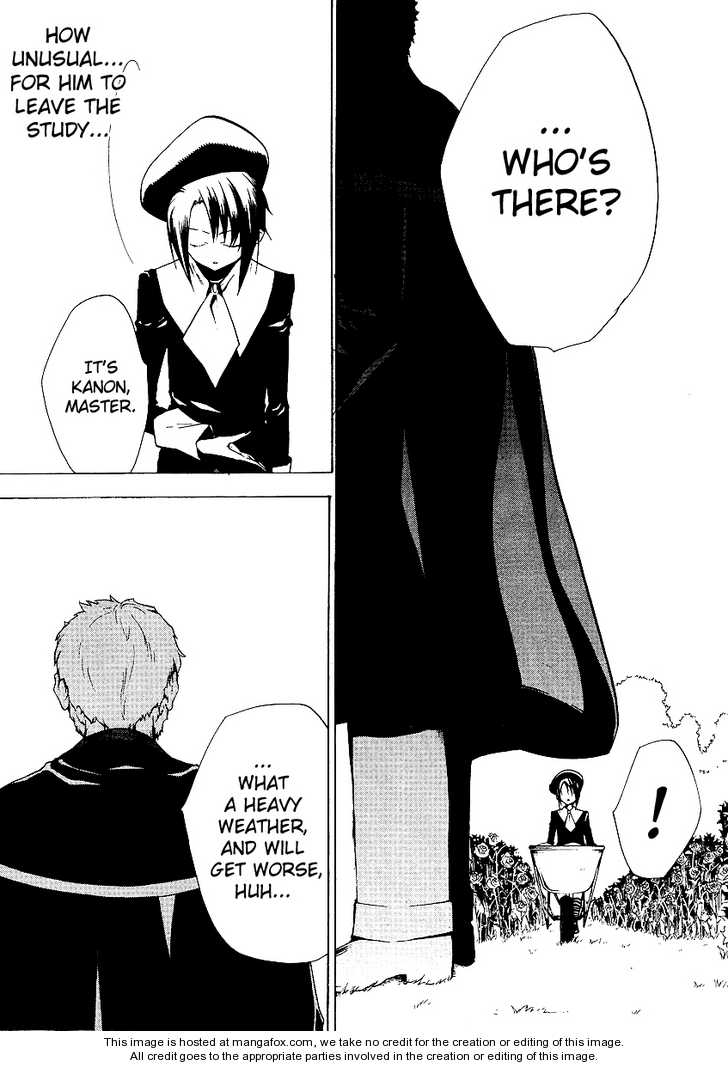 ...
WHO'S
THERE?
!
HOW
UNUSUAL...
FOR HIM TO
LEAVE THE
STUDY...
IT'S
KANON,
MASTER.
...
WHAT
A HEAVY
WEATHER,
AND WILL
GET WORSE,
HUH...
This image is hosted at mangafox.com, we take no credit for the creation or editing of this image.
All credit goes to the appropriate parties involved in the creation or editing of this image.